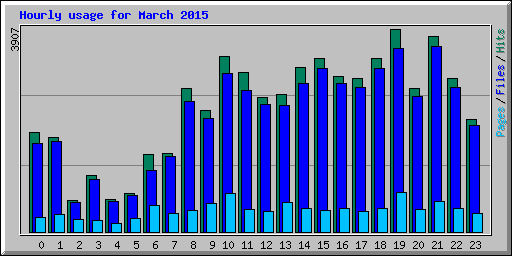 Hourly usage for March 2015
3907
Pages / Files / Hits
0 1 2 3 4 5 6 7 8 9 10 11 12 13 14 15 16 17 18 19 20 21 22 23